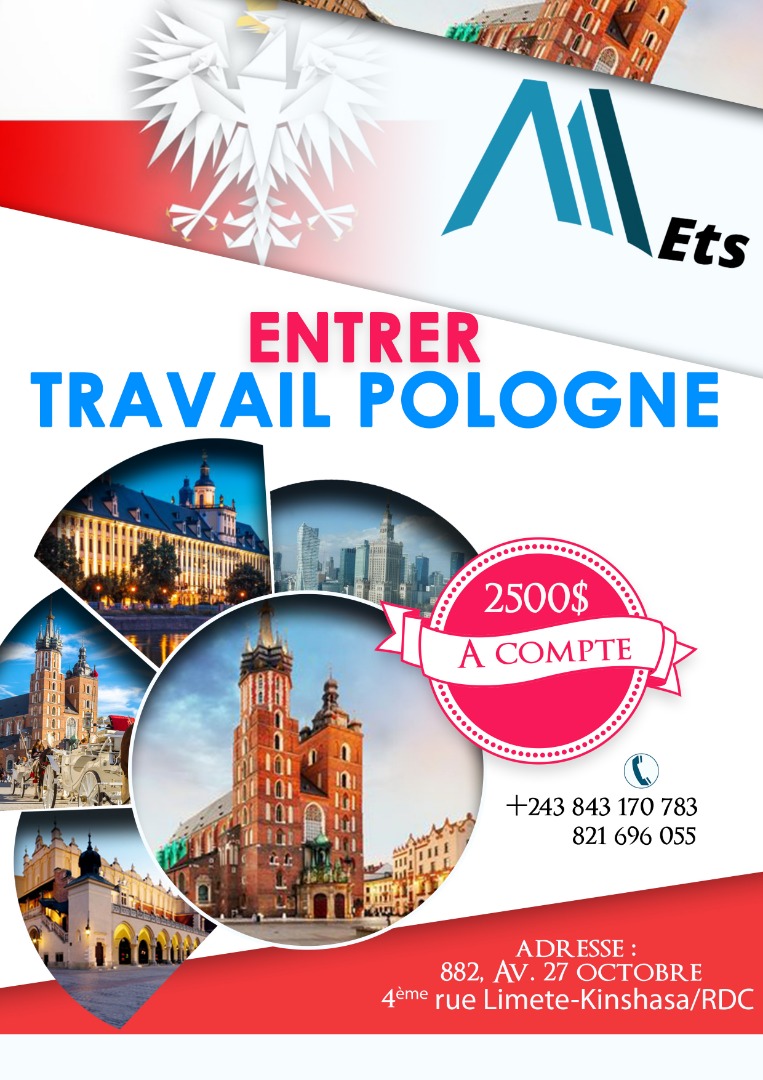 Ets
ENTRER
TRAVAIL POLOGNE
2500$
A COMPTE
+243 843 170 783
821 696 055
ADRESSE :
882, AV. 27 OCTOBRE
4ème rue Limete-Kinshasa/RDC